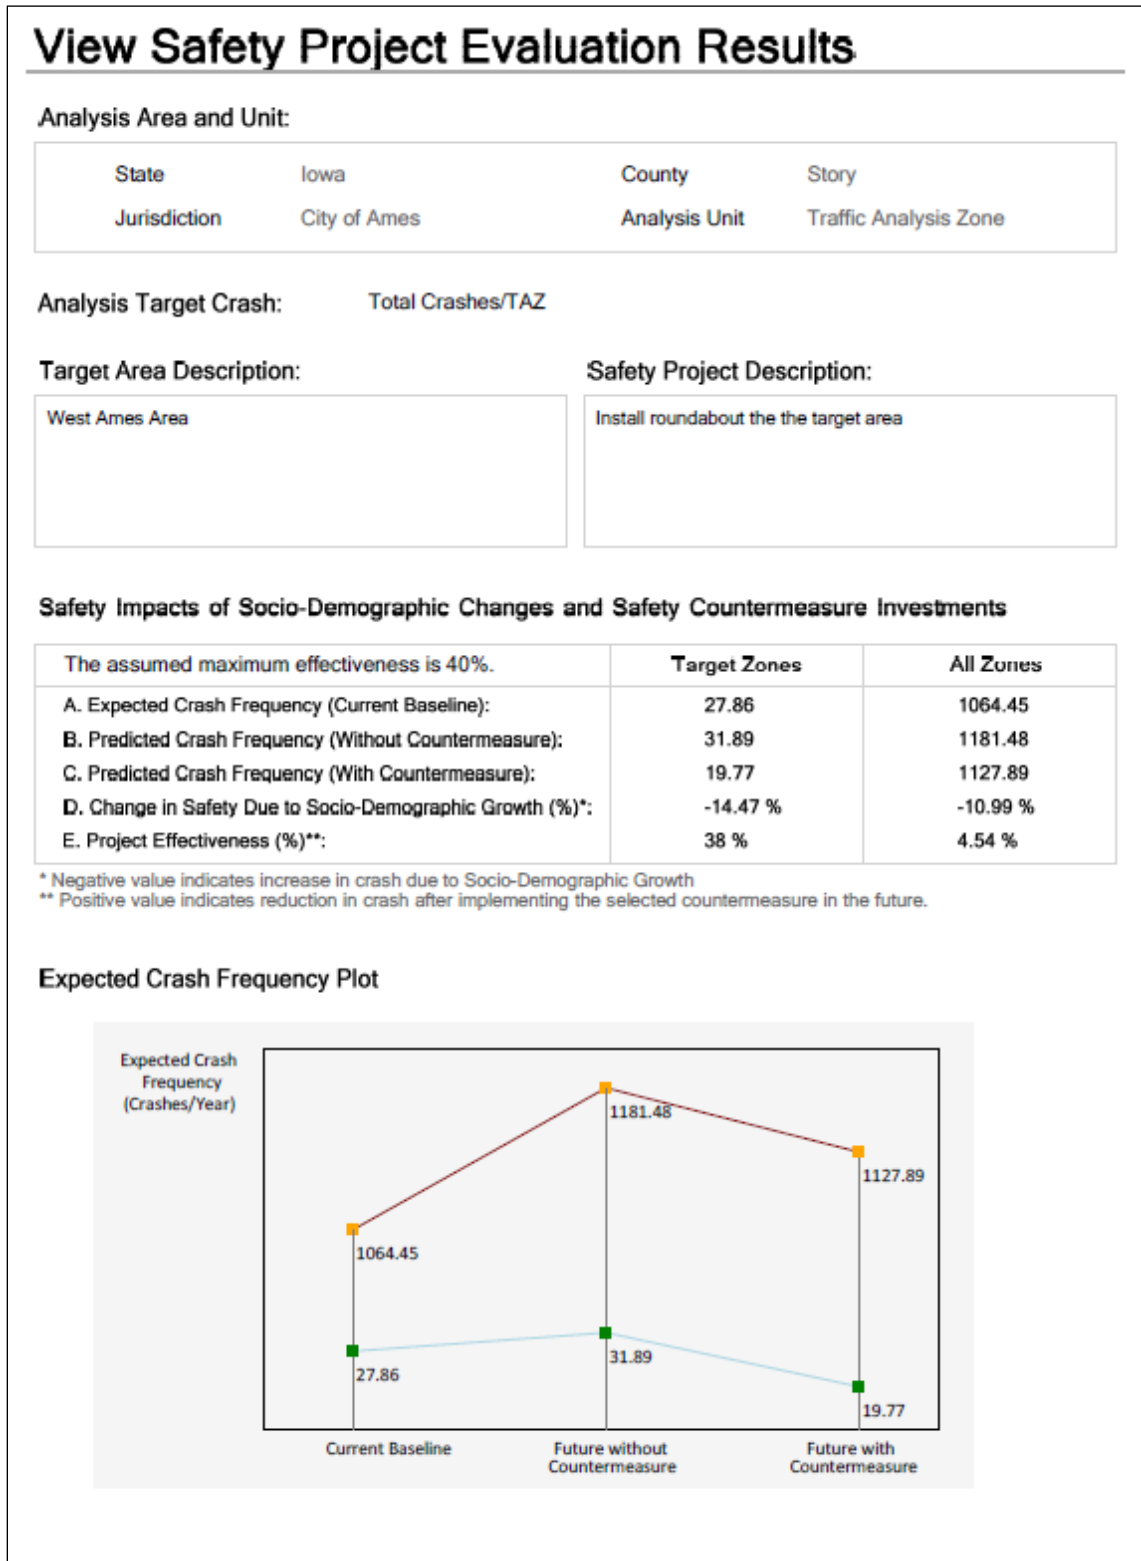 View Safety Project Evaluation Results
Analysis Area and Unit:
State Iowa County Story
Jurisdiction City of Ames Analysis Unit Traffic Analysis Zone
Analysis Target Crash: Total Crashes/TAZ
Target Area Description: Safety Project Description:
West Ames Area Install roundabout the the target area
Safety Impacts of Socio-Demographic Changes and Safety Countermeasure Investments
The assumed maximum effectiveness is 40%. Target Zones All Zones
A. Expected Crash Frequency (Current Baseline): 27.86 1064.45
B. Predicted Crash Frequency (Without Countermeasure): 31.89 1181.48
C. Predicted Crash Frequency (With Countermeasure): 19.77 1127.89
D. Change in Safety Due to Socio-Demographic Growth (%)*: -14.47 % -10.99 %
E. Project Effectiveness (%)**: 38 % 4.54 %
* Negative value indicates increase in crash due to Socio-Demographic Growth
** Positive value indicates reduction in crash after implementing the selected countermeasure in the future.
Expected Crash Frequency Plot
Expected Crash
Frequency
(Crashes/Year)
1181.48
1127.89
1064.45
31.89
27.86
19.77
Current Baseline Future without Future with
Countermeasure Countermeasure